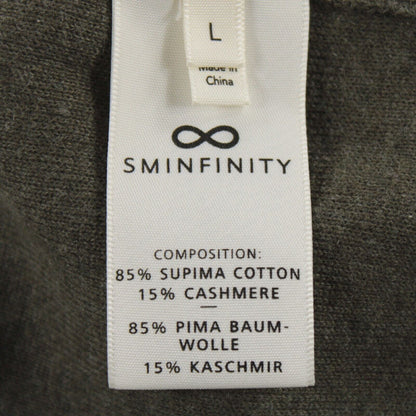 L
Made in
China
SMINFINITY
COMPOSITION:
85% SUPIMA COTTON
15% CASHMERE
85% PIMA BAUM-
WOLLE
15% KASCHMIR